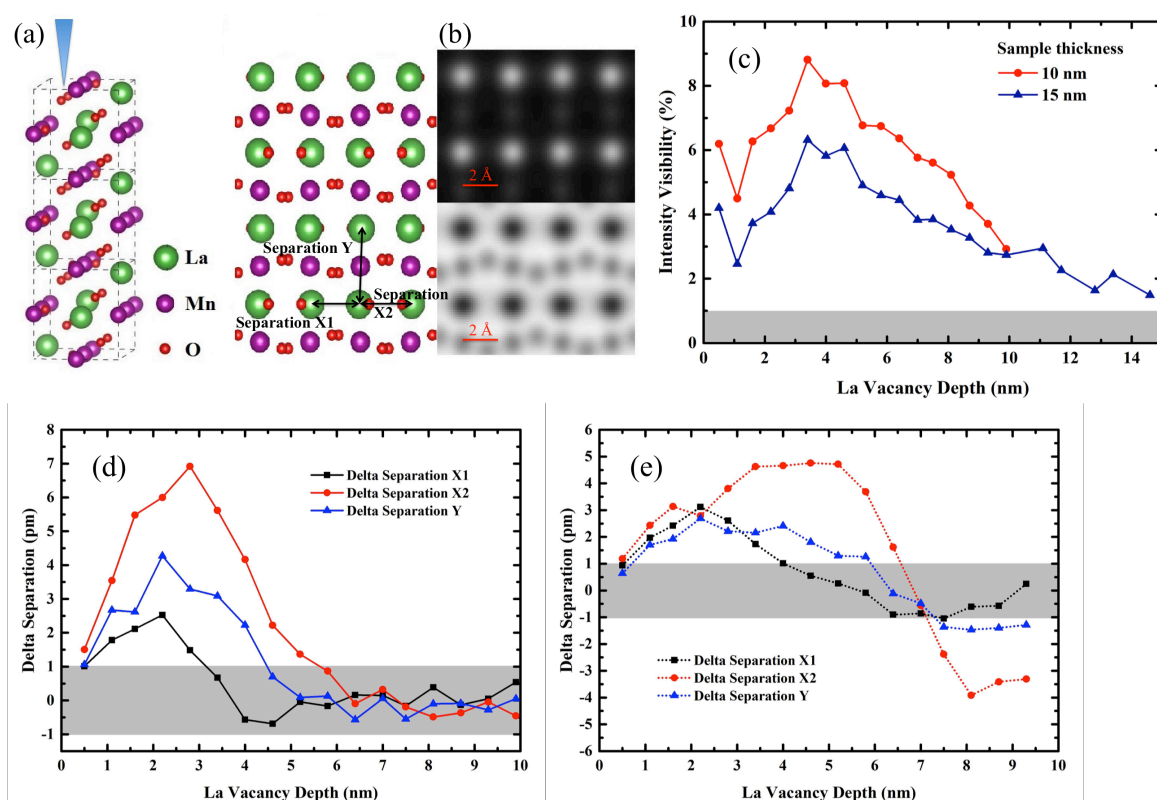 (a)
La
Mn
O
Separation Y
Separation X1
Separation
X2
(b)
2 Å
2 Å
(c)
Sample thickness
10 nm
15 nm
Intensity Visibility (%)
10
8
6
4
2
0
0 2 4 6 8 10 12 14
La Vacancy Depth (nm)
(d)
Delta Separation X1
Delta Separation X2
Delta Separation Y
Delta Separation (pm)
8
7
6
5
4
3
2
1
0
-1
0 1 2 3 4 5 6 7 8 9 10
La Vacancy Depth (nm)
(e)
Delta Separation X1
Delta Separation X2
Delta Separation Y
Delta Separation (pm)
6
5
4
3
2
1
0
-1
-2
-3
-4
-5
-6
0 1 2 3 4 5 6 7 8 9 10
La Vacancy Depth (nm)